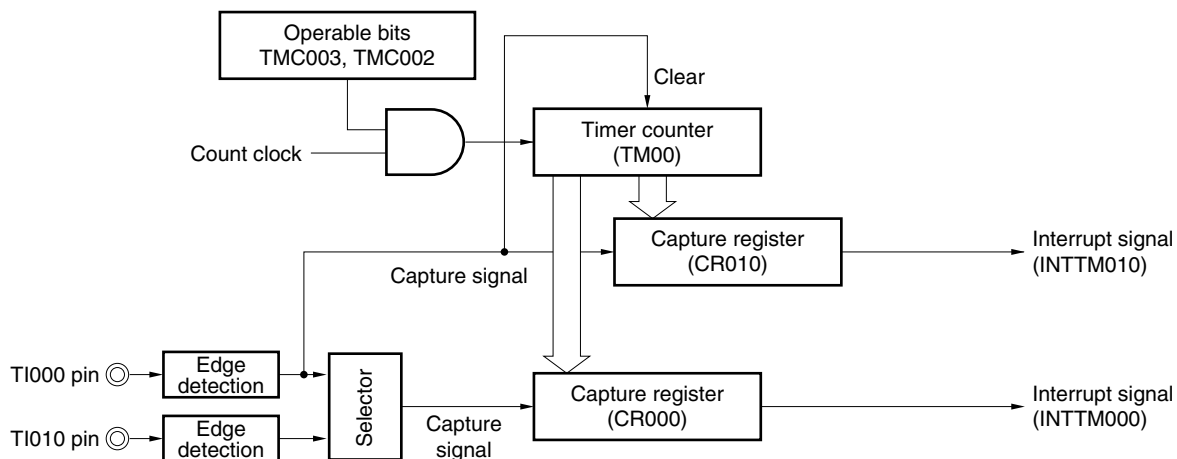 Operable bits
TMC003, TMC002
Clear
Timer counter
(TM00)
Count clock
Capture register
(CR010)
Interrupt signal
(INTTM010)
Capture signal
TI000 pin
Edge
detection
Selector
Capture register
(CR000)
Interrupt signal
(INTTM000)
TI010 pin
Edge
detection
Capture
signal